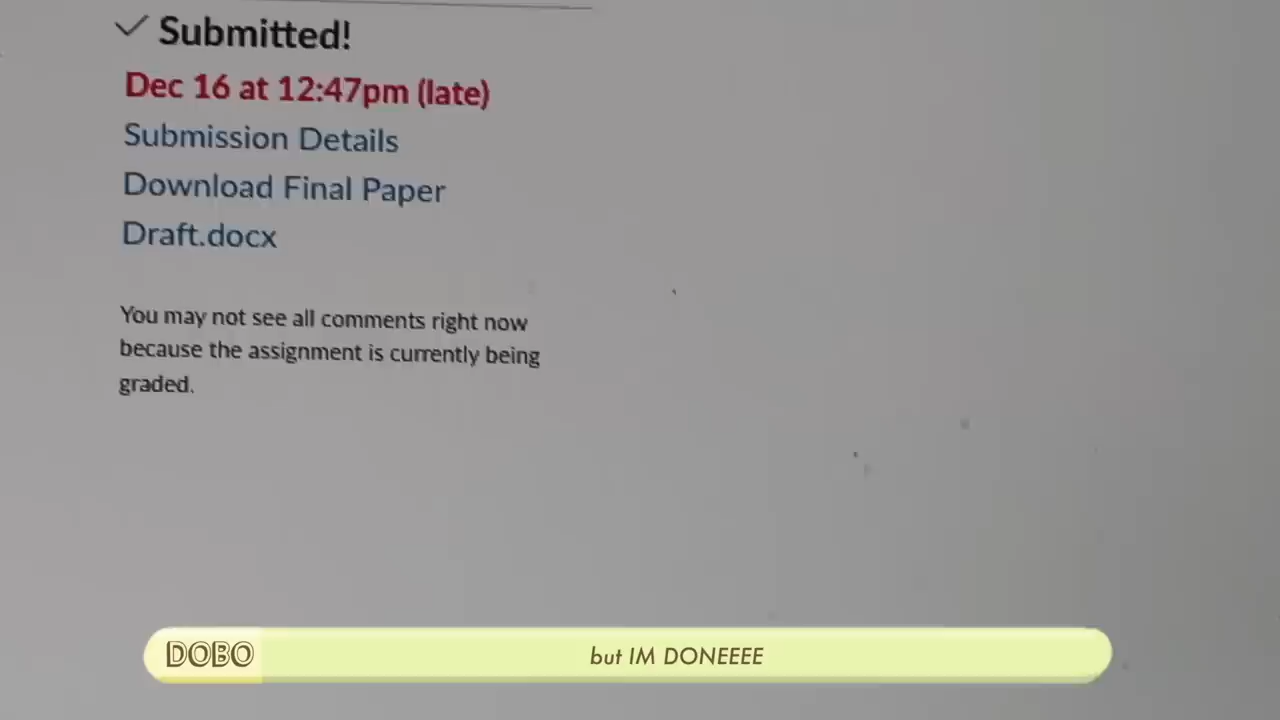 Submitted!
Dec 16 at 12:47pm (late)
Submission Details
Download Final Paper
Draft.docx
You may not see all comments right now
because the assignment is currently being
graded.
DOBO
but IM DONEEEE